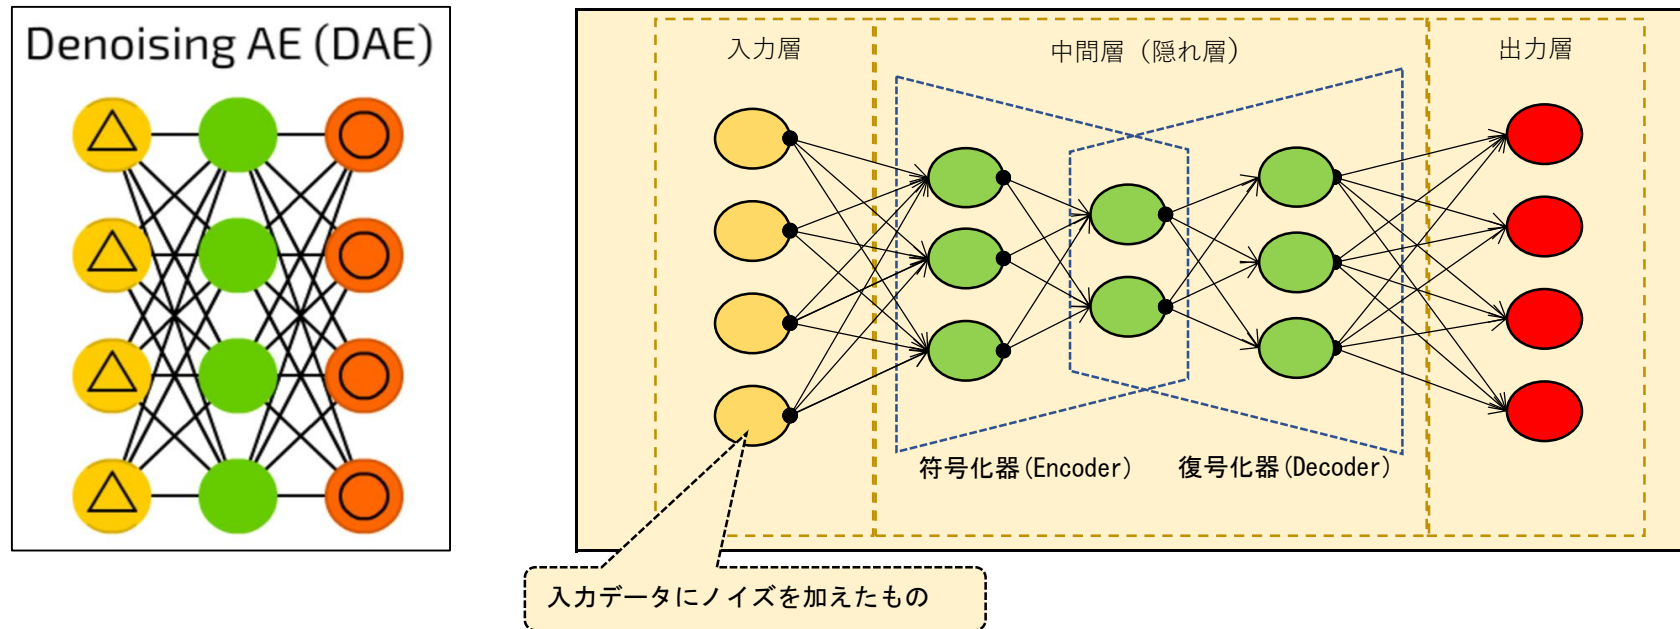 Denoising AE (DAE)
入力層
中間層（隠れ層）
出力層
符号化器(Encoder)
復号化器(Decoder)
入力データにノイズを加えたもの